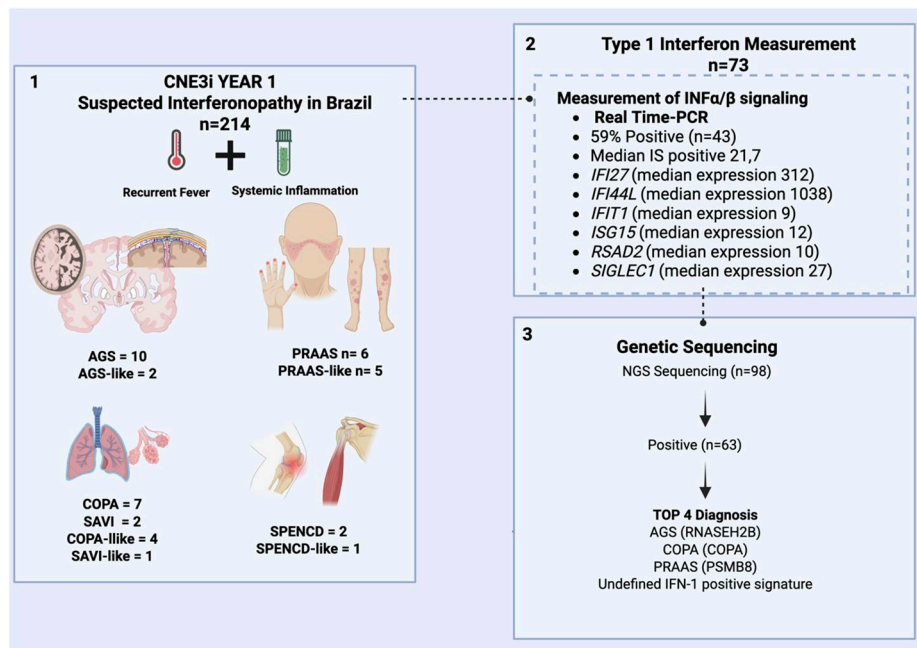 1
CNE3i YEAR 1
Suspected Interferonopathy in Brazil
n=214
Recurrent Fever
Systemic Inflammation
AGS = 10
AGS-like = 2
PRAAS n= 6
PRAAS-like n= 5
COPA = 7
SAVI = 2
COPA-llike = 4
SAVI-like = 1
SPENCD = 2
SPENCD-like = 1
2
Type 1 Interferon Measurement
n=73
Measurement of INFα/β signaling
• Real Time-PCR
• 59% Positive (n=43)
• Median IS positive 21,7
• IFI27 (median expression 312)
• IFI44L (median expression 1038)
• IFIT1 (median expression 9)
• ISG15 (median expression 12)
• RSAD2 (median expression 10)
• SIGLEC1 (median expression 27)
3
Genetic Sequencing
NGS Sequencing (n=98)
Positive (n=63)
TOP 4 Diagnosis
AGS (RNASEH2B)
COPA (COPA)
PRAAS (PSMB8)
Undefined IFN-1 positive signature